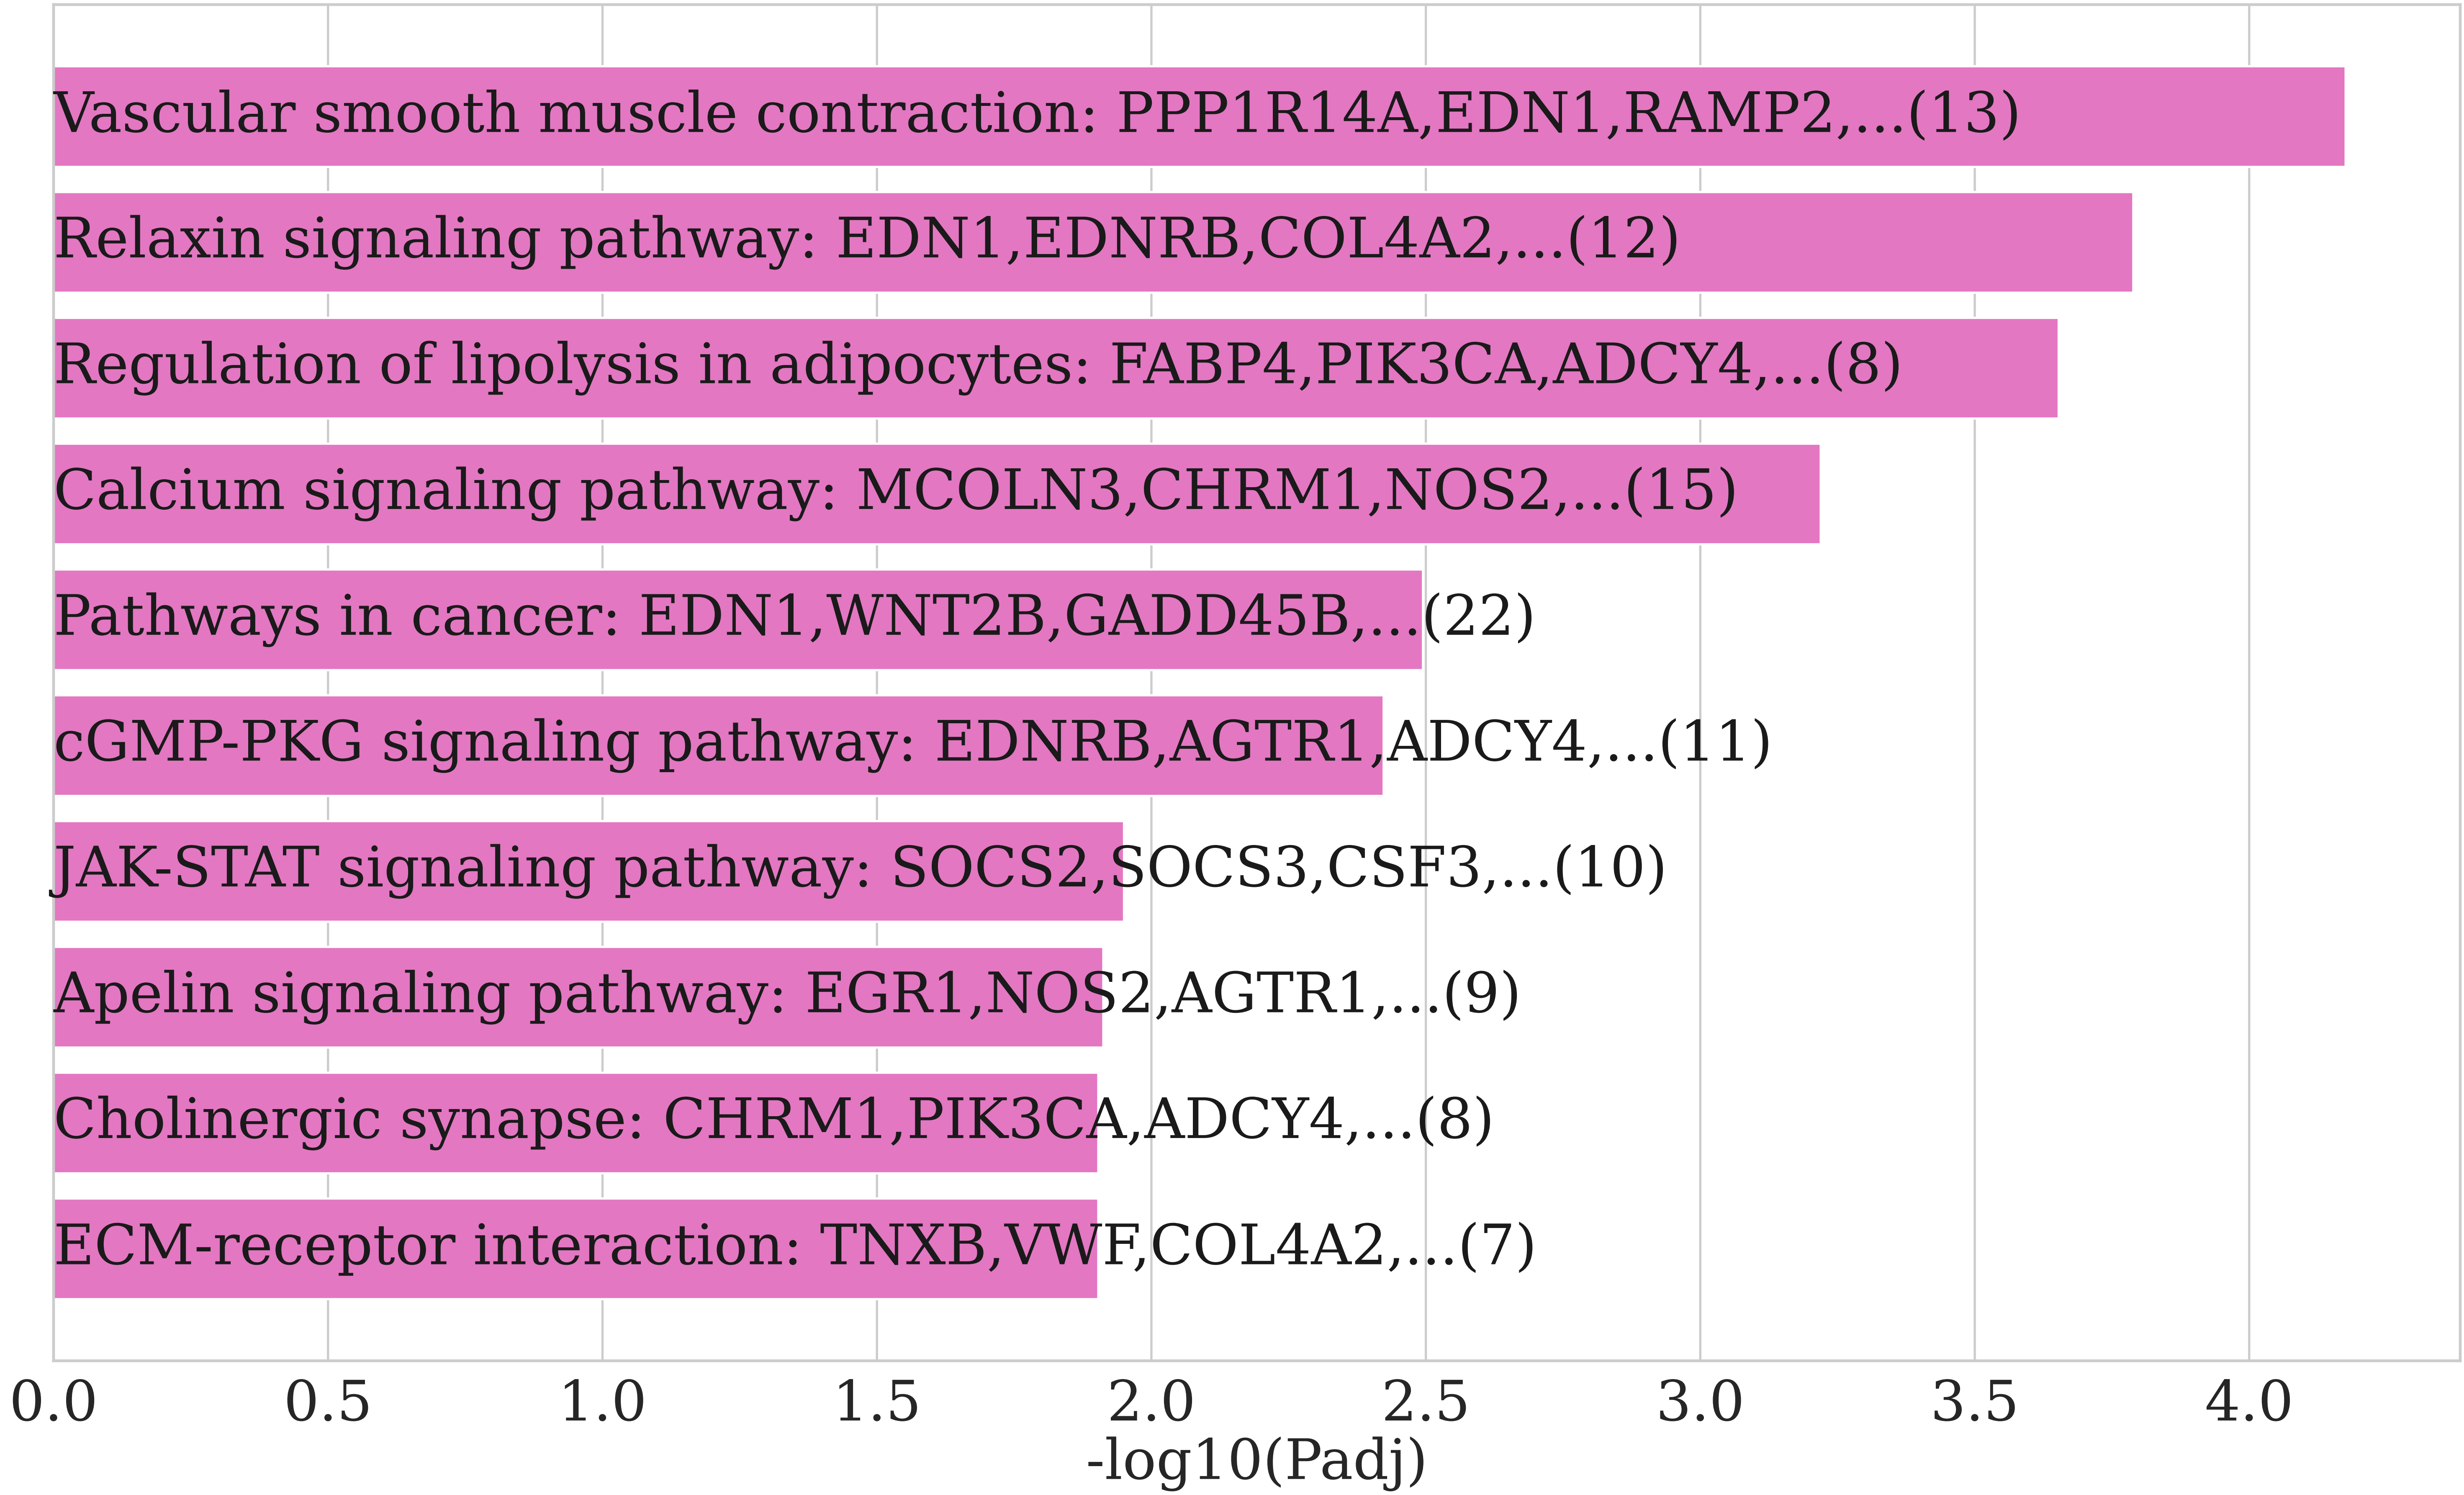 Vascular smooth muscle contraction: PPP1R14A,EDN1,RAMP2,...(13)
Relaxin signaling pathway: EDN1,EDNRB,COL4A2,...(12)
Regulation of lipolysis in adipocytes: FABP4,PIK3CA,ADCY4,...(8)
Calcium signaling pathway: MCOLN3,CHRM1,NOS2,...(15)
Pathways in cancer: EDN1,WNT2B,GADD45B,...(22)
cGMP-PKG signaling pathway: EDNRB,AGTR1,ADCY4,...(11)
JAK-STAT signaling pathway: SOCS2,SOCS3,CSF3,...(10)
Apelin signaling pathway: EGR1,NOS2,AGTR1,...(9)
Cholinergic synapse: CHRM1,PIK3CA,ADCY4,...(8)
ECM-receptor interaction: TNXB,VWF,COL4A2,...(7)
0.0 0.5 1.0 1.5 2.0 2.5 3.0 3.5 4.0
-log10(Padj)